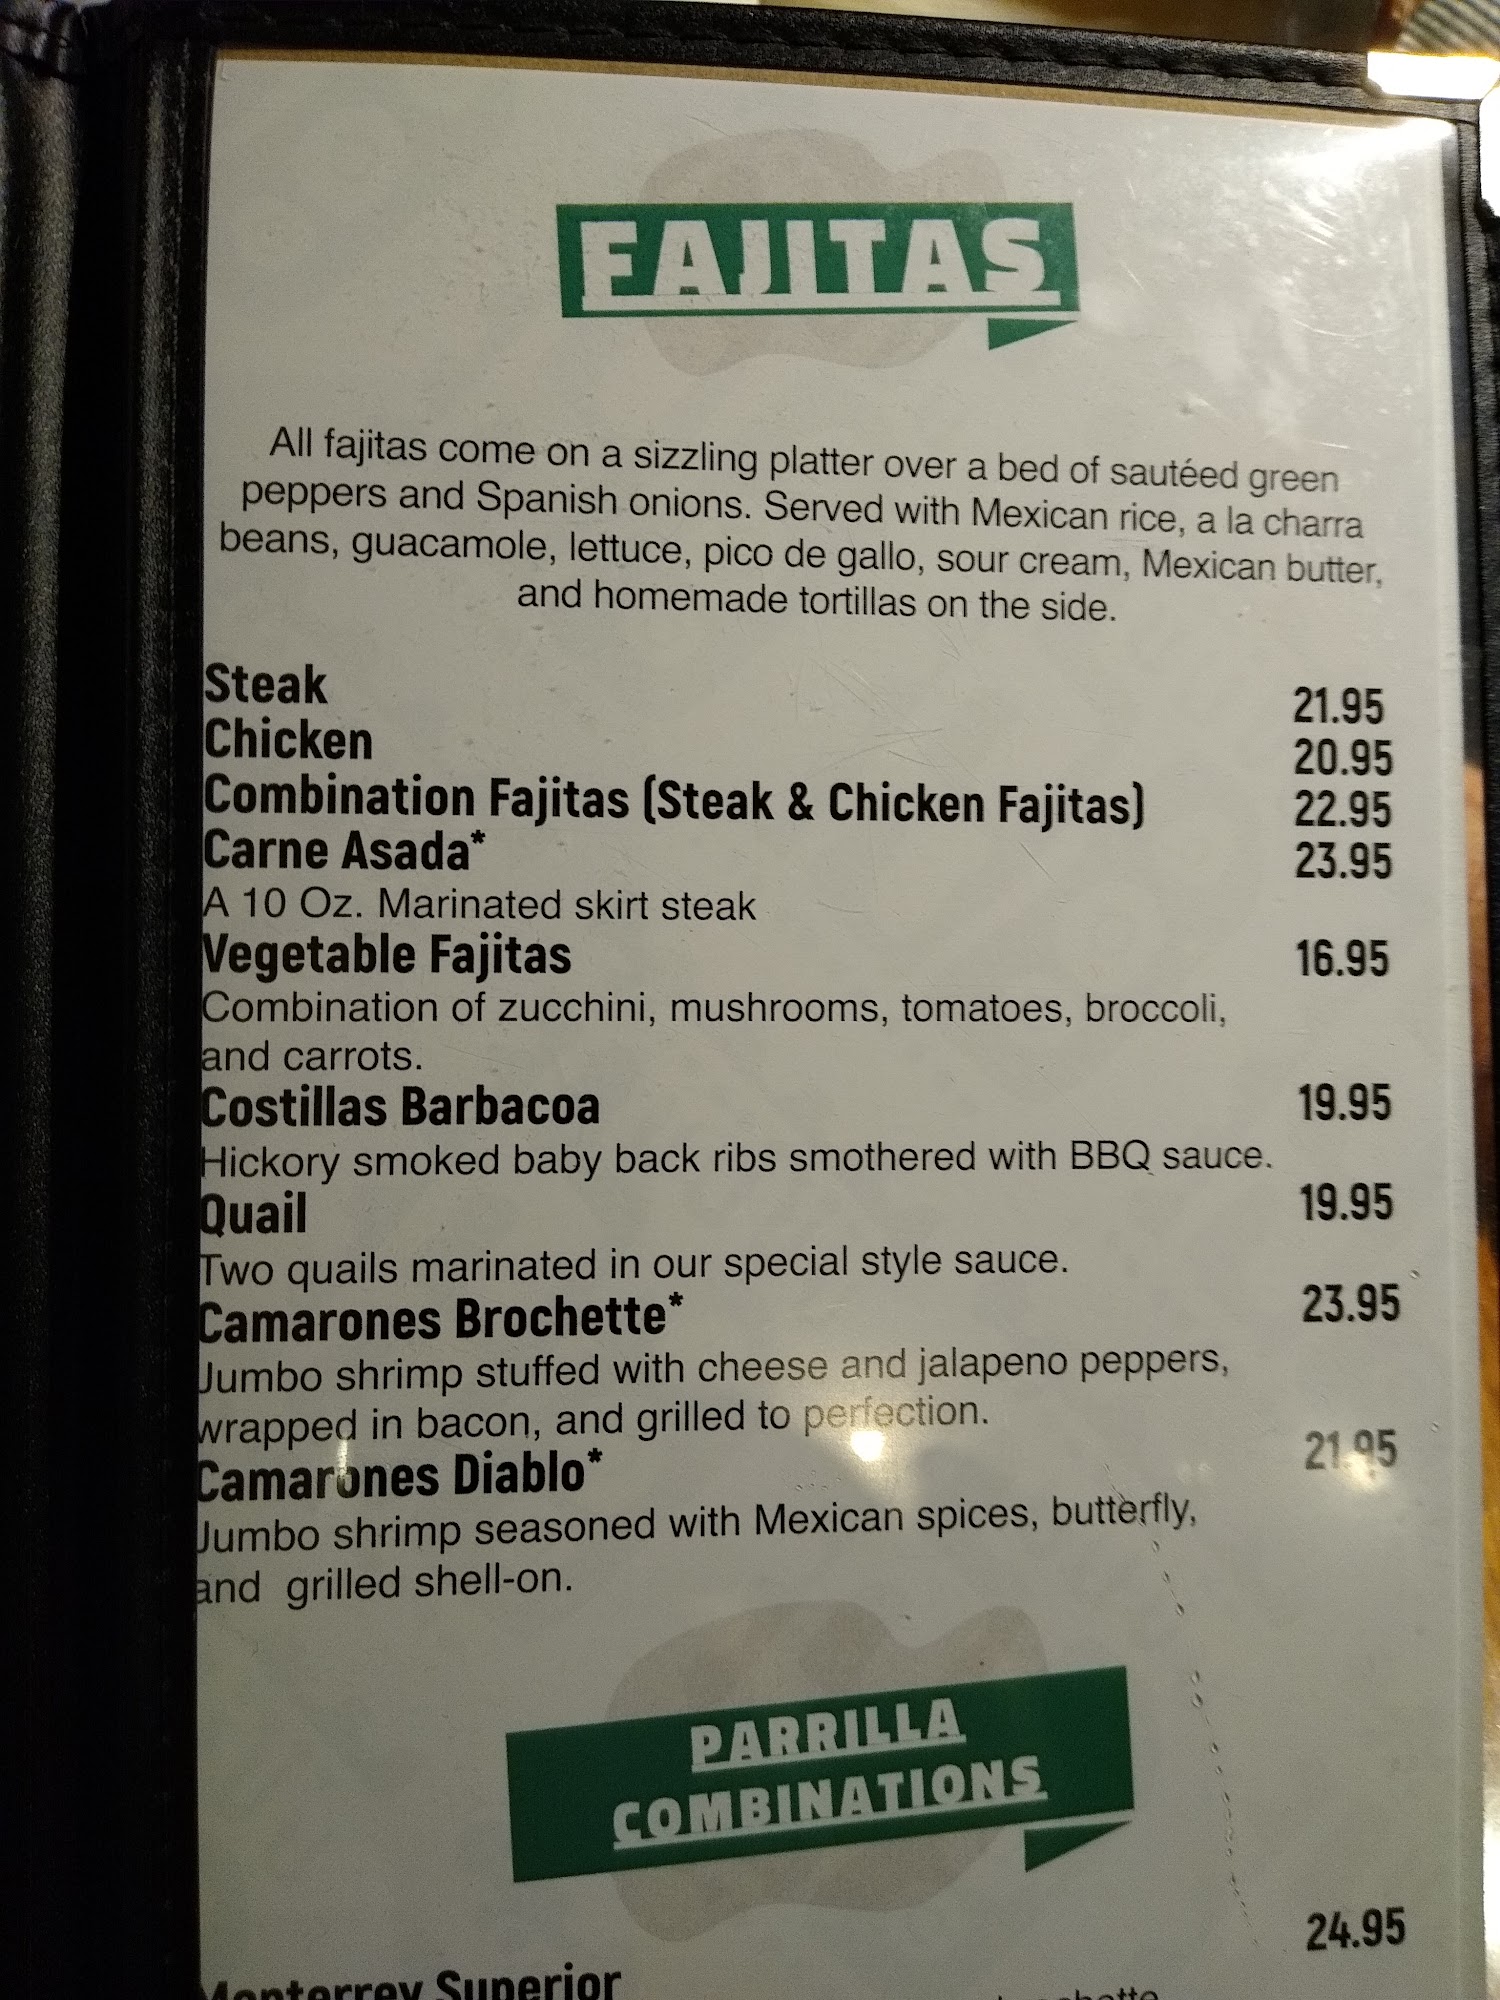 FAJITAS
All fajitas come on a sizzling platter over a bed of sautéed green
peppers and Spanish onions. Served with Mexican rice, a la charra
beans, guacamole, lettuce, pico de gallo, sour cream, Mexican butter,
and homemade tortillas on the side.
Steak 21.95
Chicken 20.95
Combination Fajitas (Steak & Chicken Fajitas) 22.95
Carne Asada* 23.95
A 10 Oz. Marinated skirt steak
Vegetable Fajitas 16.95
Combination of zucchini, mushrooms, tomatoes, broccoli,
and carrots.
Costillas Barbacoa 19.95
Hickory smoked baby back ribs smothered with BBQ sauce.
Quail 19.95
Two quails marinated in our special style sauce.
Camarones Brochette* 23.95
Jumbo shrimp stuffed with cheese and jalapeno peppers,
wrapped in bacon, and grilled to perfection.
Camarones Diablo* 21.95
Jumbo shrimp seasoned with Mexican spices, butterfly,
and  grilled shell-on.
PARRILLA
COMBINATIONS
Monterrey Superior 24.95